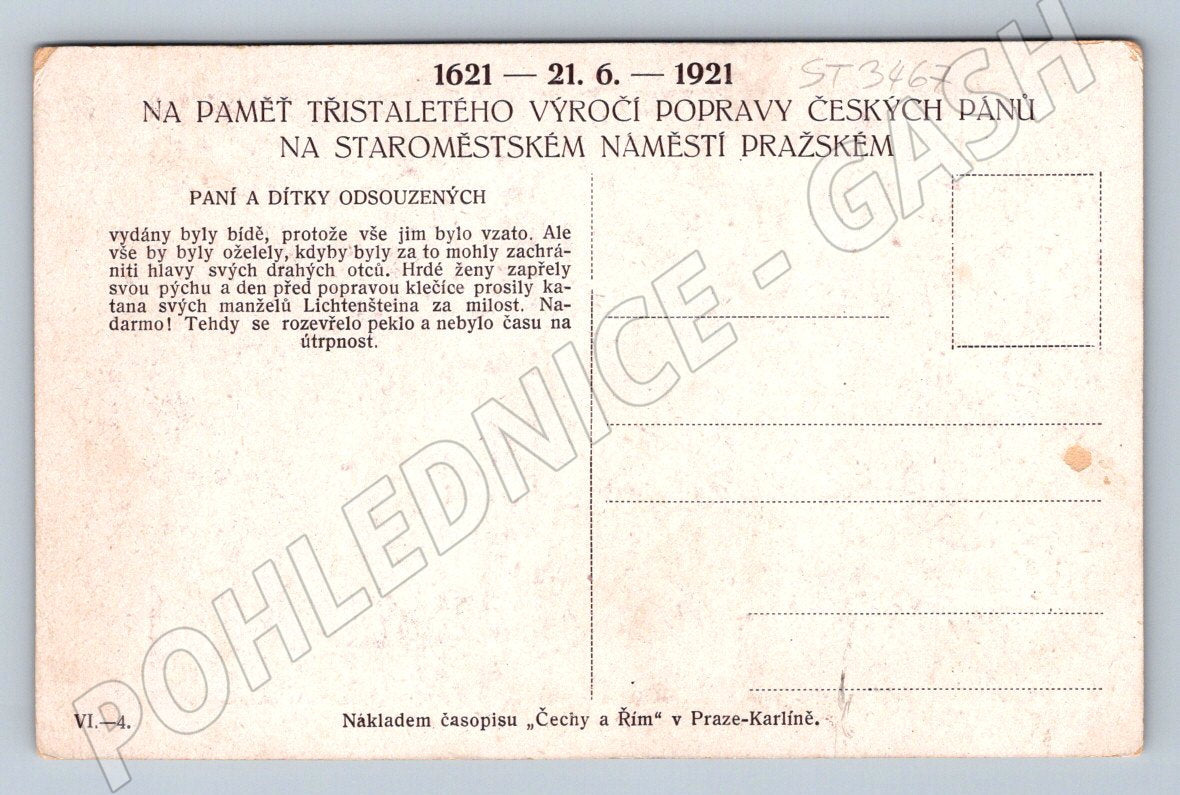 1621 — 21. 6. — 1921
ST 3467
NA PAMĚŤ TŘISTALETÉHO VÝROČÍ POPRAVY ČESKÝCH PÁNŮ
NA STAROMĚSTSKÉM NÁMĚSTÍ PRAŽSKÉM
PANÍ A DÍTKY ODSOUZENÝCH
vydány byly bídě, protože vše jim bylo vzato. Ale
vše by byly oželely, kdyby byly za to mohly zachrá-
niti hlavy svých drahých otců. Hrdé ženy zapřely
svou pýchu a den před popravou klečíce prosily ka-
tana svých manželů Lichtenšteina za milost. Na-
darmo! Tehdy se rozevřelo peklo a nebylo času na
útrpnost.
VI.—4.
Nákladem časopisu „Čechy a Řím“ v Praze-Karlíně.
POHLEDNICE - GASH